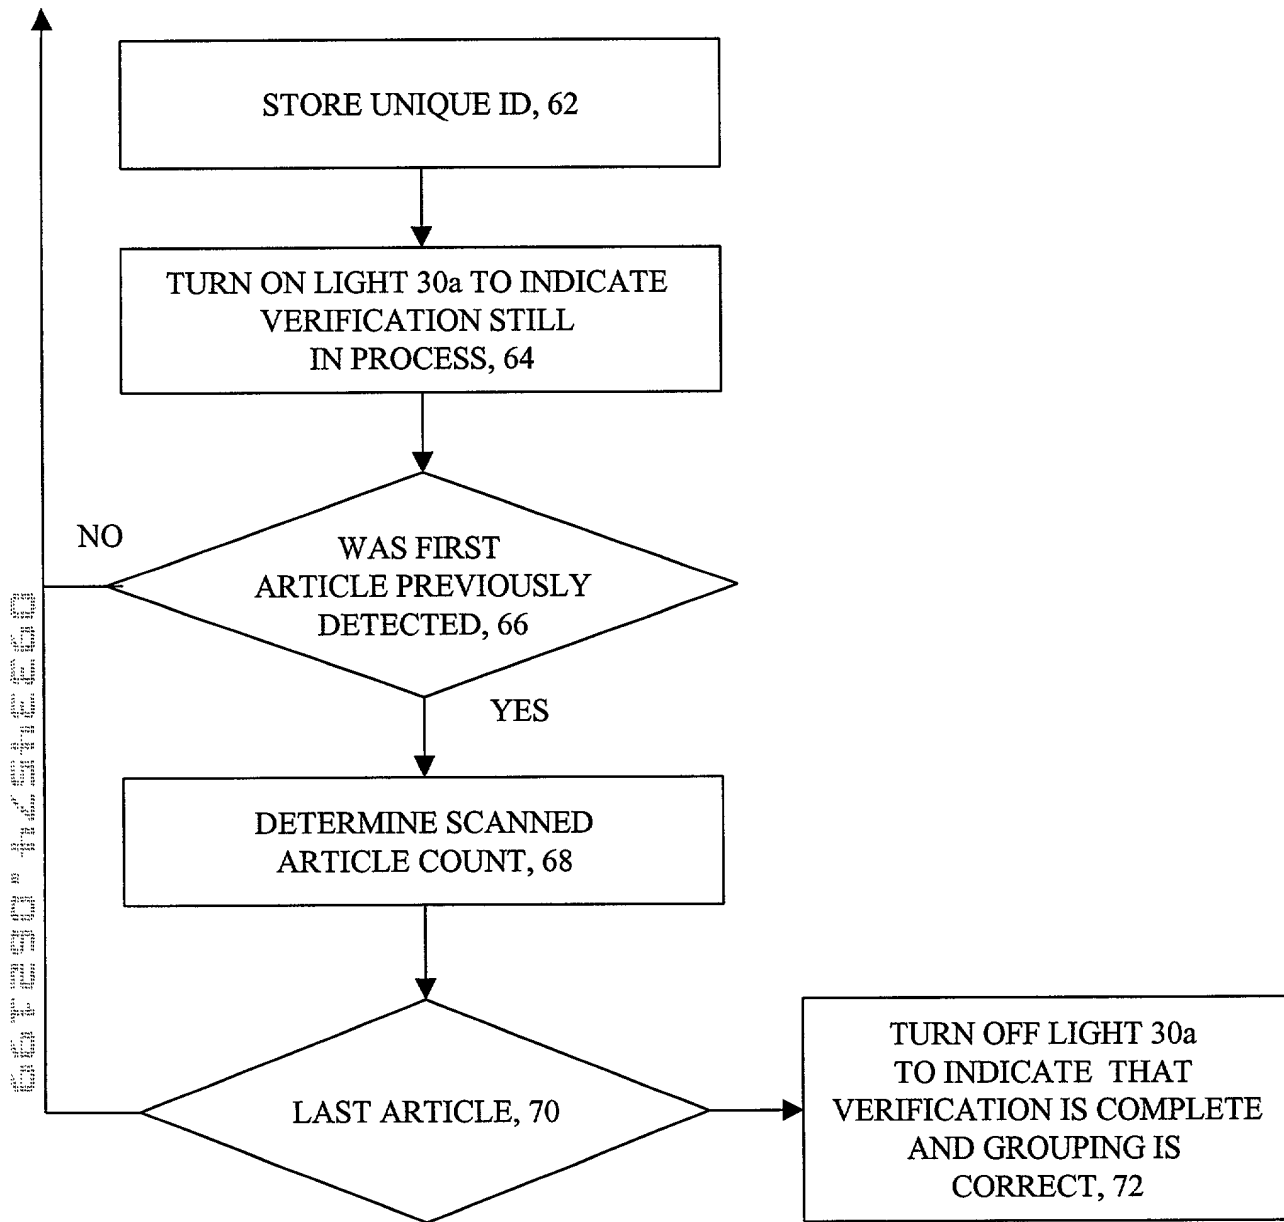 STORE UNIQUE ID, 62
TURN ON LIGHT 30a TO INDICATE
VERIFICATION STILL
IN PROCESS, 64
NO
WAS FIRST
ARTICLE PREVIOUSLY
DETECTED, 66
YES
DETERMINE SCANNED
ARTICLE COUNT, 68
LAST ARTICLE, 70
TURN OFF LIGHT 30a
TO INDICATE THAT
VERIFICATION IS COMPLETE
AND GROUPING IS
CORRECT, 72